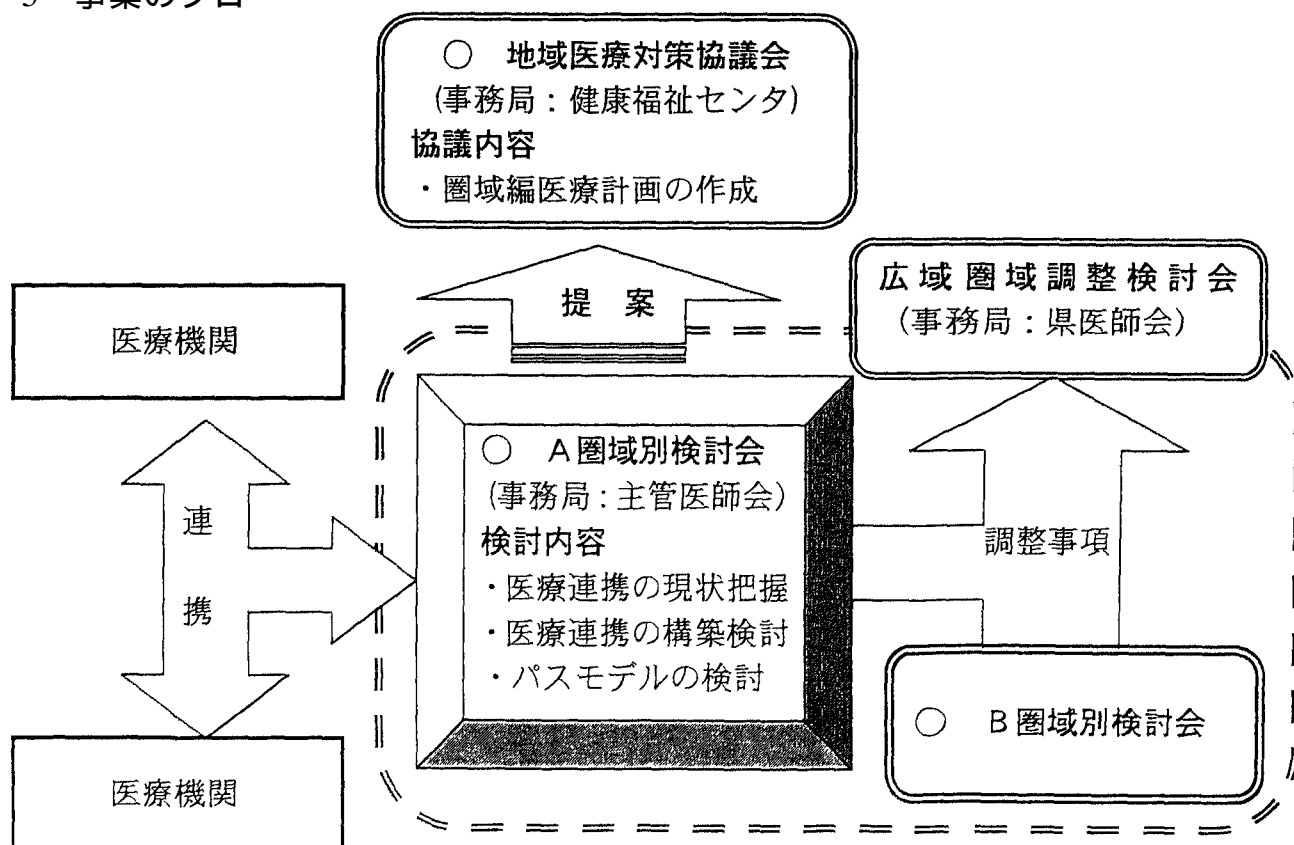 ○ 地域医療対策協議会
(事務局：健康福祉センタ)
協議内容
・圏域編医療計画の作成
提 案
広域圏域調整検討会
(事務局：県医師会)
医療機関
連
携
医療機関
○ A圏域別検討会
(事務局：主管医師会)
検討内容
・医療連携の現状把握
・医療連携の構築検討
・パスモデルの検討
調整事項
○ B圏域別検討会